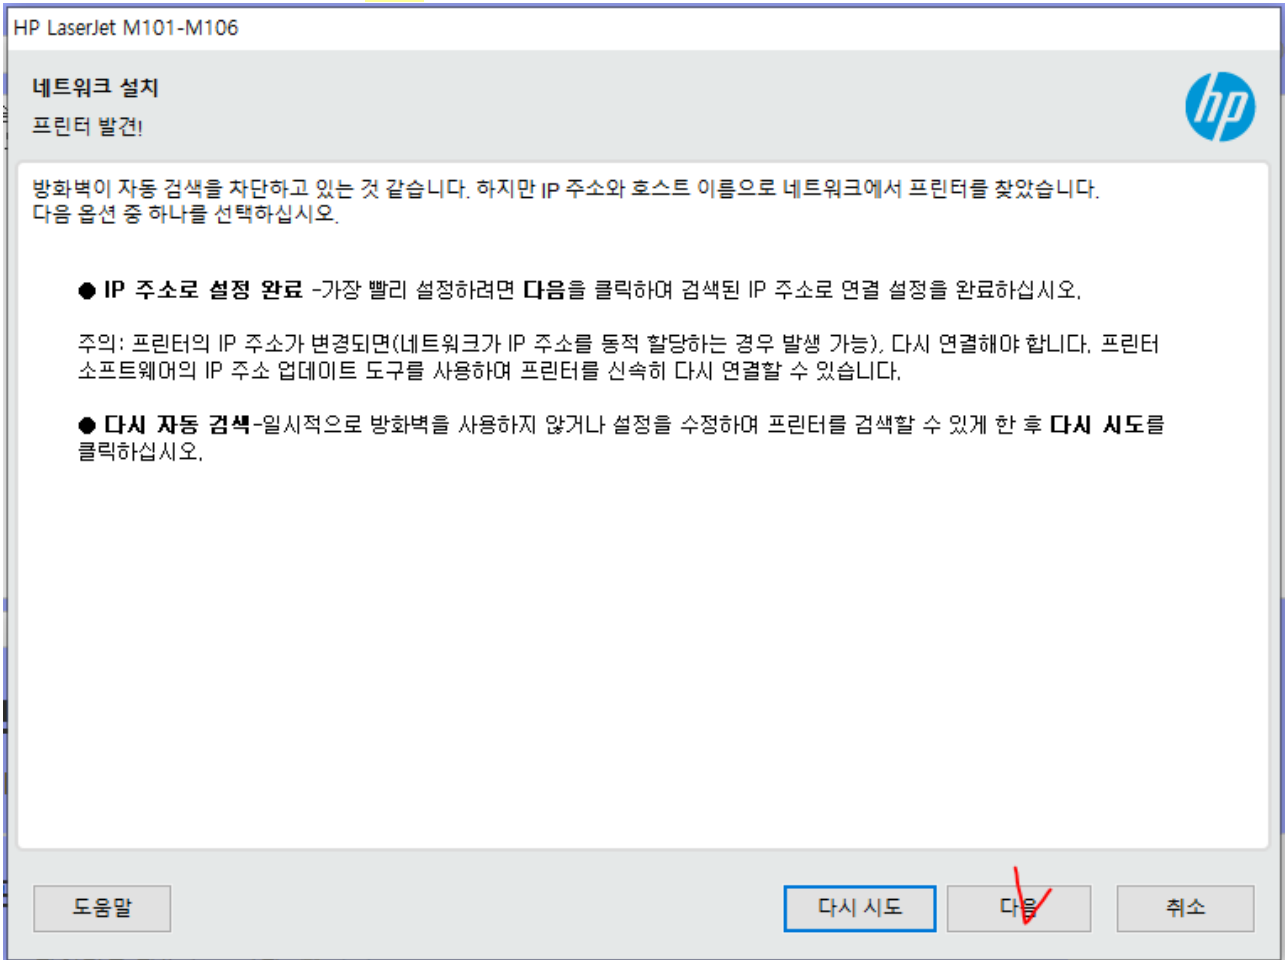 HP LaserJet M101-M106
네트워크 설치
프린터 발견!
hp
방화벽이 자동 검색을 차단하고 있는 것 같습니다. 하지만 IP 주소와 호스트 이름으로 네트워크에서 프린터를 찾았습니다.
다음 옵션 중 하나를 선택하십시오.
● IP 주소로 설정 완료 -가장 빨리 설정하려면 다음을 클릭하여 검색된 IP 주소로 연결 설정을 완료하십시오.
주의: 프린터의 IP 주소가 변경되면(네트워크가 IP 주소를 동적 할당하는 경우 발생 가능), 다시 연결해야 합니다. 프린터
소프트웨어의 IP 주소 업데이트 도구를 사용하여 프린터를 신속히 다시 연결할 수 있습니다.
● 다시 자동 검색-일시적으로 방화벽을 사용하지 않거나 설정을 수정하여 프린터를 검색할 수 있게 한 후 다시 시도를
클릭하십시오.
도움말 다시 시도 다음 취소